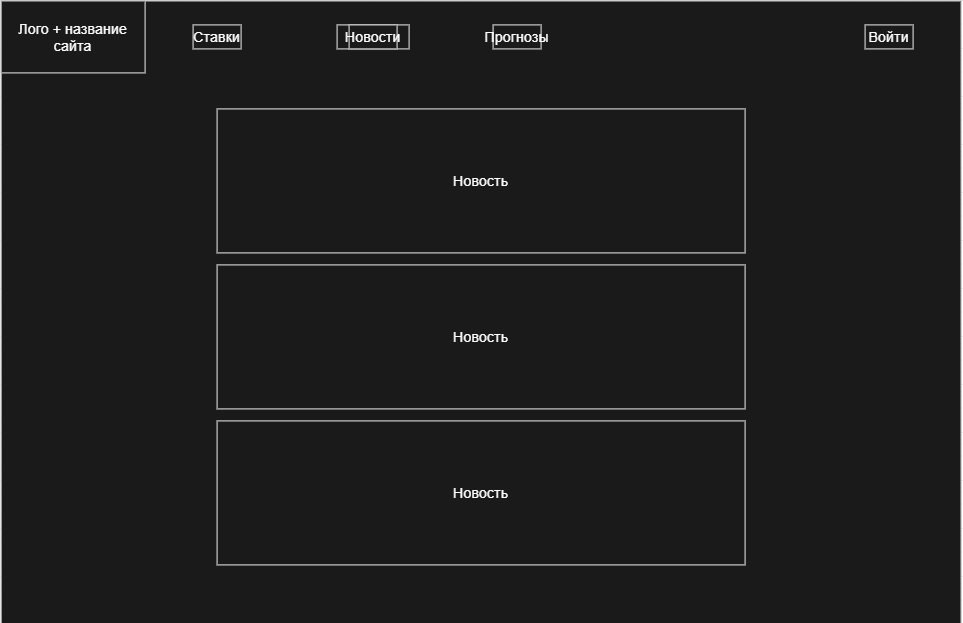 Лого + название
сайта
Ставки
Новости
Прогнозы
Войти
Новость
Новость
Новость